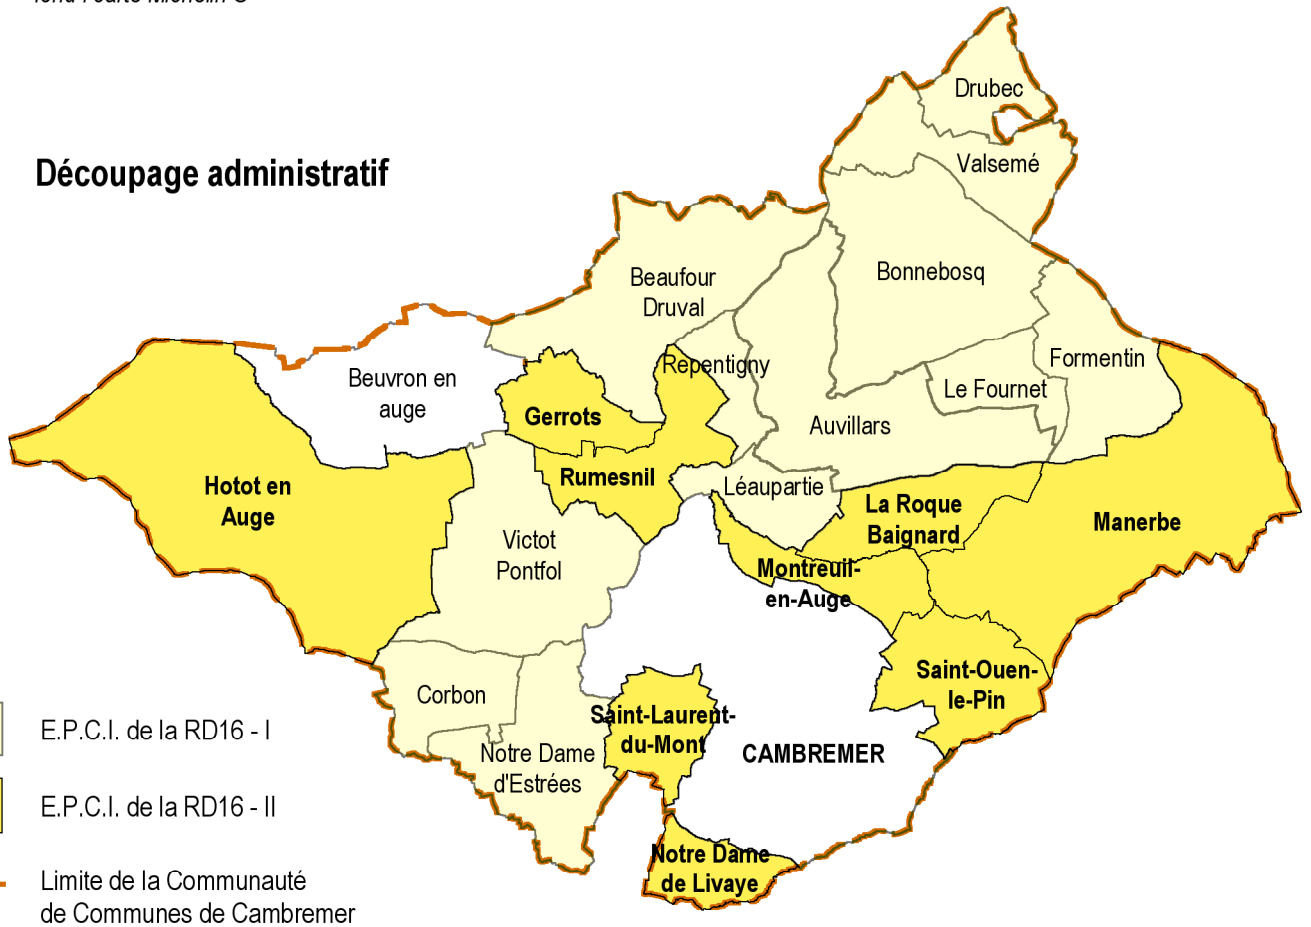 fond : carte Michelin ©
Découpage administratif
Drubec
Valsemé
Bonnebosq
Beaufour
Druval
Repentigny
Formentin
Le Fournet
Beuvron en
auge
Gerrots
Auvillars
Rumesnil
Léaupartie
Hotot en
Auge
La Roque
Baignard
Manerbe
Victot
Pontfol
Montreuil-
en-Auge
Saint-Ouen-
le-Pin
Corbon
Saint-Laurent-
du-Mont
CAMBREMER
Notre Dame
d'Estrées
Notre Dame
de Livaye
E.P.C.I. de la RD16 - I
E.P.C.I. de la RD16 - II
Limite de la Communauté
de Communes de Cambremer